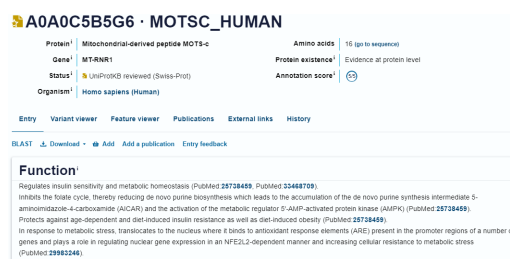 A0A0C5B5G6 · MOTSC_HUMAN
Protein i Mitochondrial-derived peptide MOTS-c Amino acids 16 (go to sequence)
Gene i MT-RNR1 Protein existence i Evidence at protein level
Status i UniProtKB reviewed (Swiss-Prot) Annotation score i 5/5
Organism i Homo sapiens (Human)
Entry Variant viewer Feature viewer Publications External links History
BLAST Download Add Add a publication Entry feedback
Function i
Regulates insulin sensitivity and metabolic homeostasis (PubMed:25738459, PubMed:33468709).
Inhibits the folate cycle, thereby reducing de novo purine biosynthesis which leads to the accumulation of the de novo purine synthesis intermediate 5-
aminoimidazole-4-carboxamide (AICAR) and the activation of the metabolic regulator 5'-AMP-activated protein kinase (AMPK) (PubMed:25738459).
Protects against age-dependent and diet-induced insulin resistance as well as diet-induced obesity (PubMed:25738459).
In response to metabolic stress, translocates to the nucleus where it binds to antioxidant response elements (ARE) present in the promoter regions of a number
genes and plays a role in regulating nuclear gene expression in an NFE2L2-dependent manner and increasing cellular resistance to metabolic stress
(PubMed:29983246).